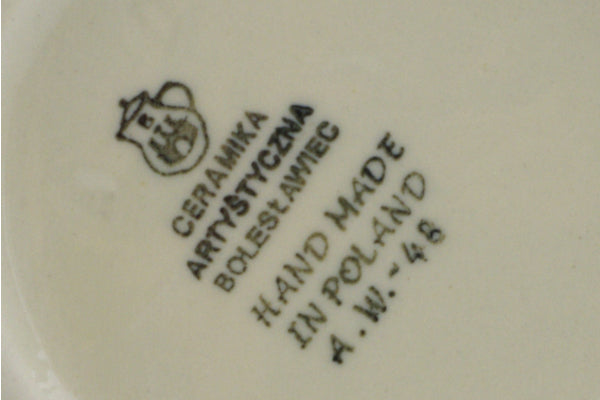 CERAMIKA
ARTYSTYCZNA
BOLESŁAWIEC
HAND MADE
IN POLAND
A.W.-48